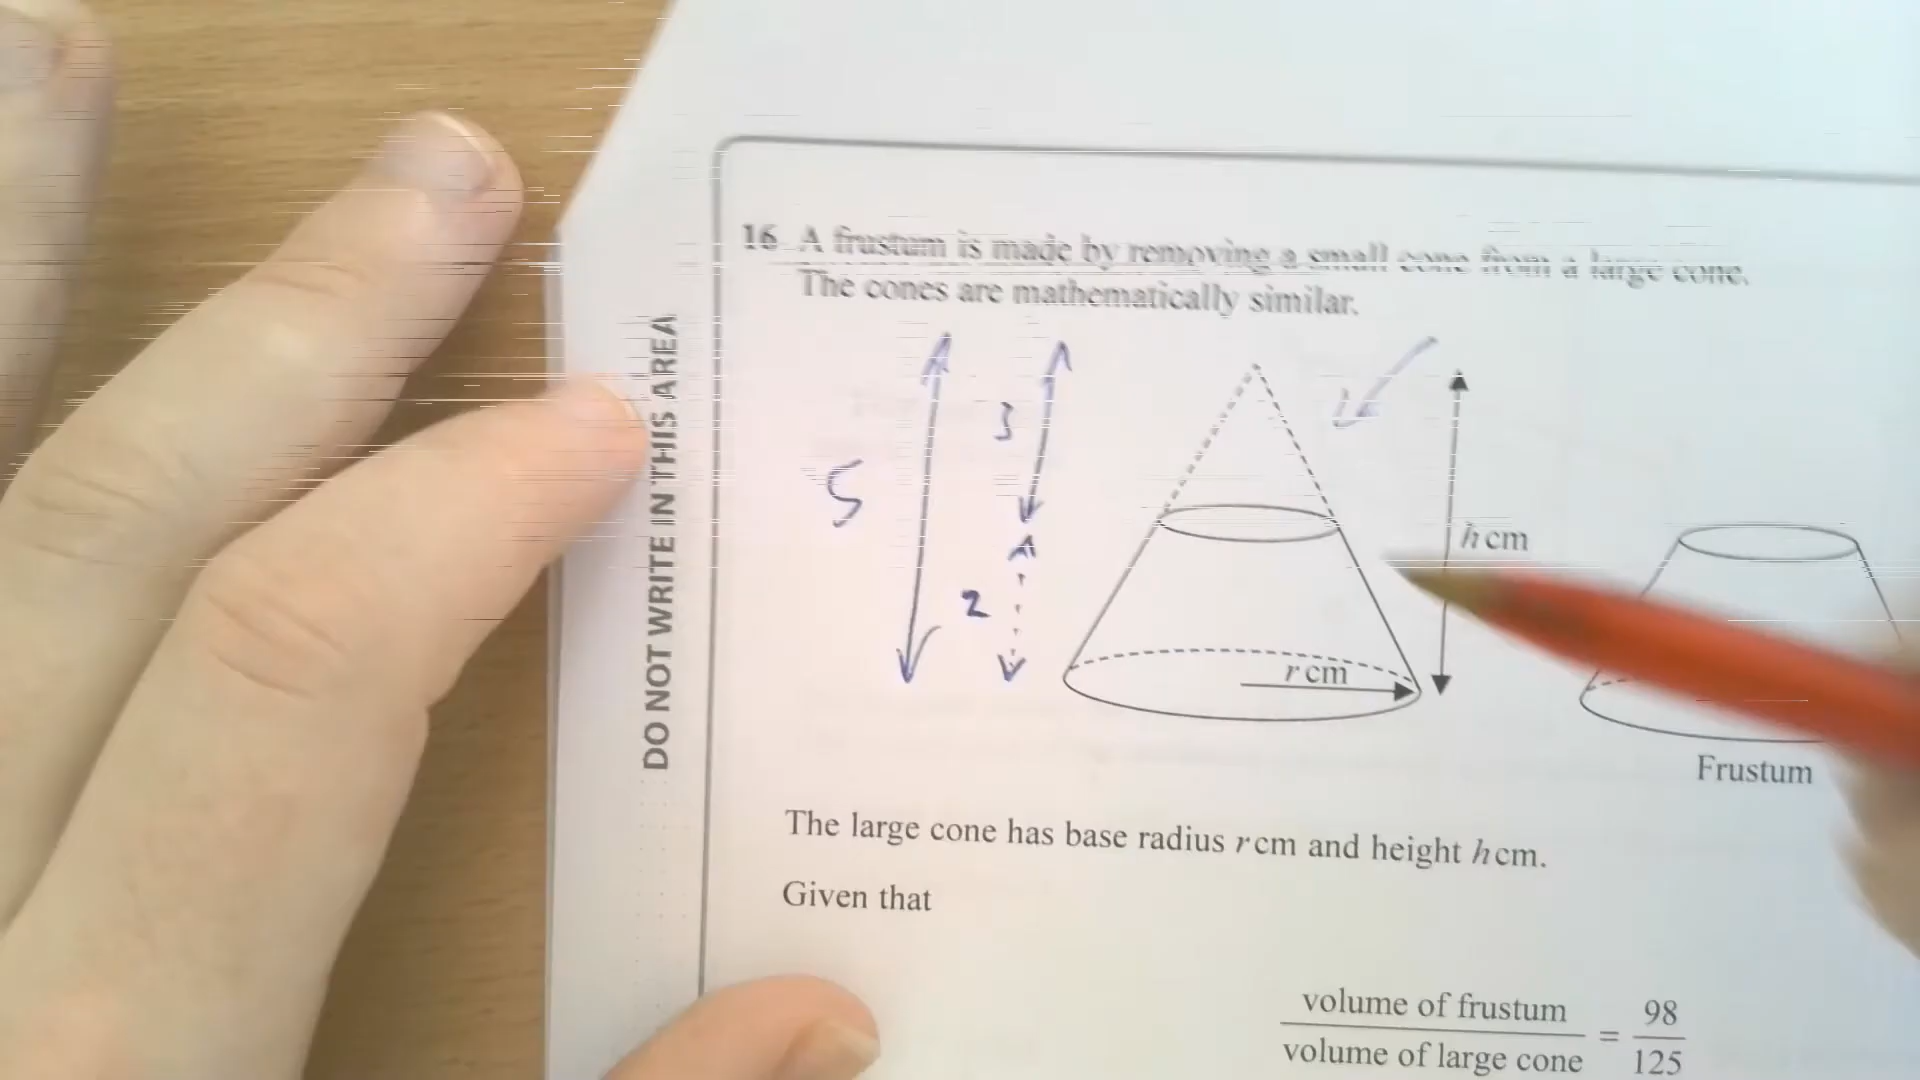 16 A frustum is made by removing a small cone from a large cone.
The cones are mathematically similar.
DO NOT WRITE IN THIS AREA
5
3
2
h cm
r cm
Frustum
The large cone has base radius r cm and height h cm.
Given that
volume of frustum
volume of large cone
=
98
125